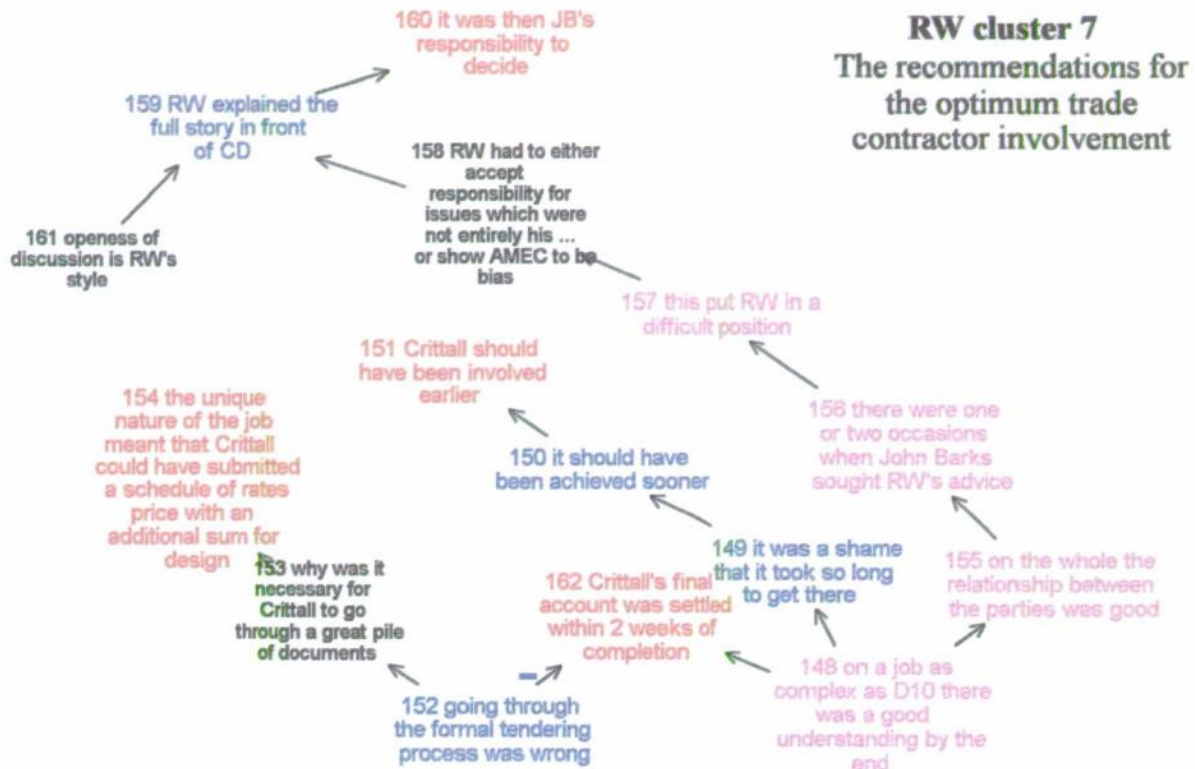 RW cluster 7
The recommendations for
the optimum trade
contractor involvement
160 it was then JB's
responsibility to
decide
159 RW explained the
full story in front
of CD
158 RW had to either
accept
responsibility for
issues which were
not entirely his ...
or show AMEC to be
bias
161 openess of
discussion is RW's
style
157 this put RW in a
difficult position
151 Crittall should
have been involved
earlier
154 the unique
nature of the job
meant that Crittall
could have submitted
a schedule of rates
price with an
additional sum for
design
156 there were one
or two occasions
when John Barks
sought RW's advice
150 it should have
been achieved sooner
149 it was a shame
that it took so long
to get there
155 on the whole the
relationship between
the parties was good
153 why was it
necessary for
Crittall to go
through a great pile
of documents
162 Crittall's final
account was settled
within 2 weeks of
completion
148 on a job as
complex as D10 there
was a good
understanding by the
end
152 going through
the formal tendering
process was wrong
-